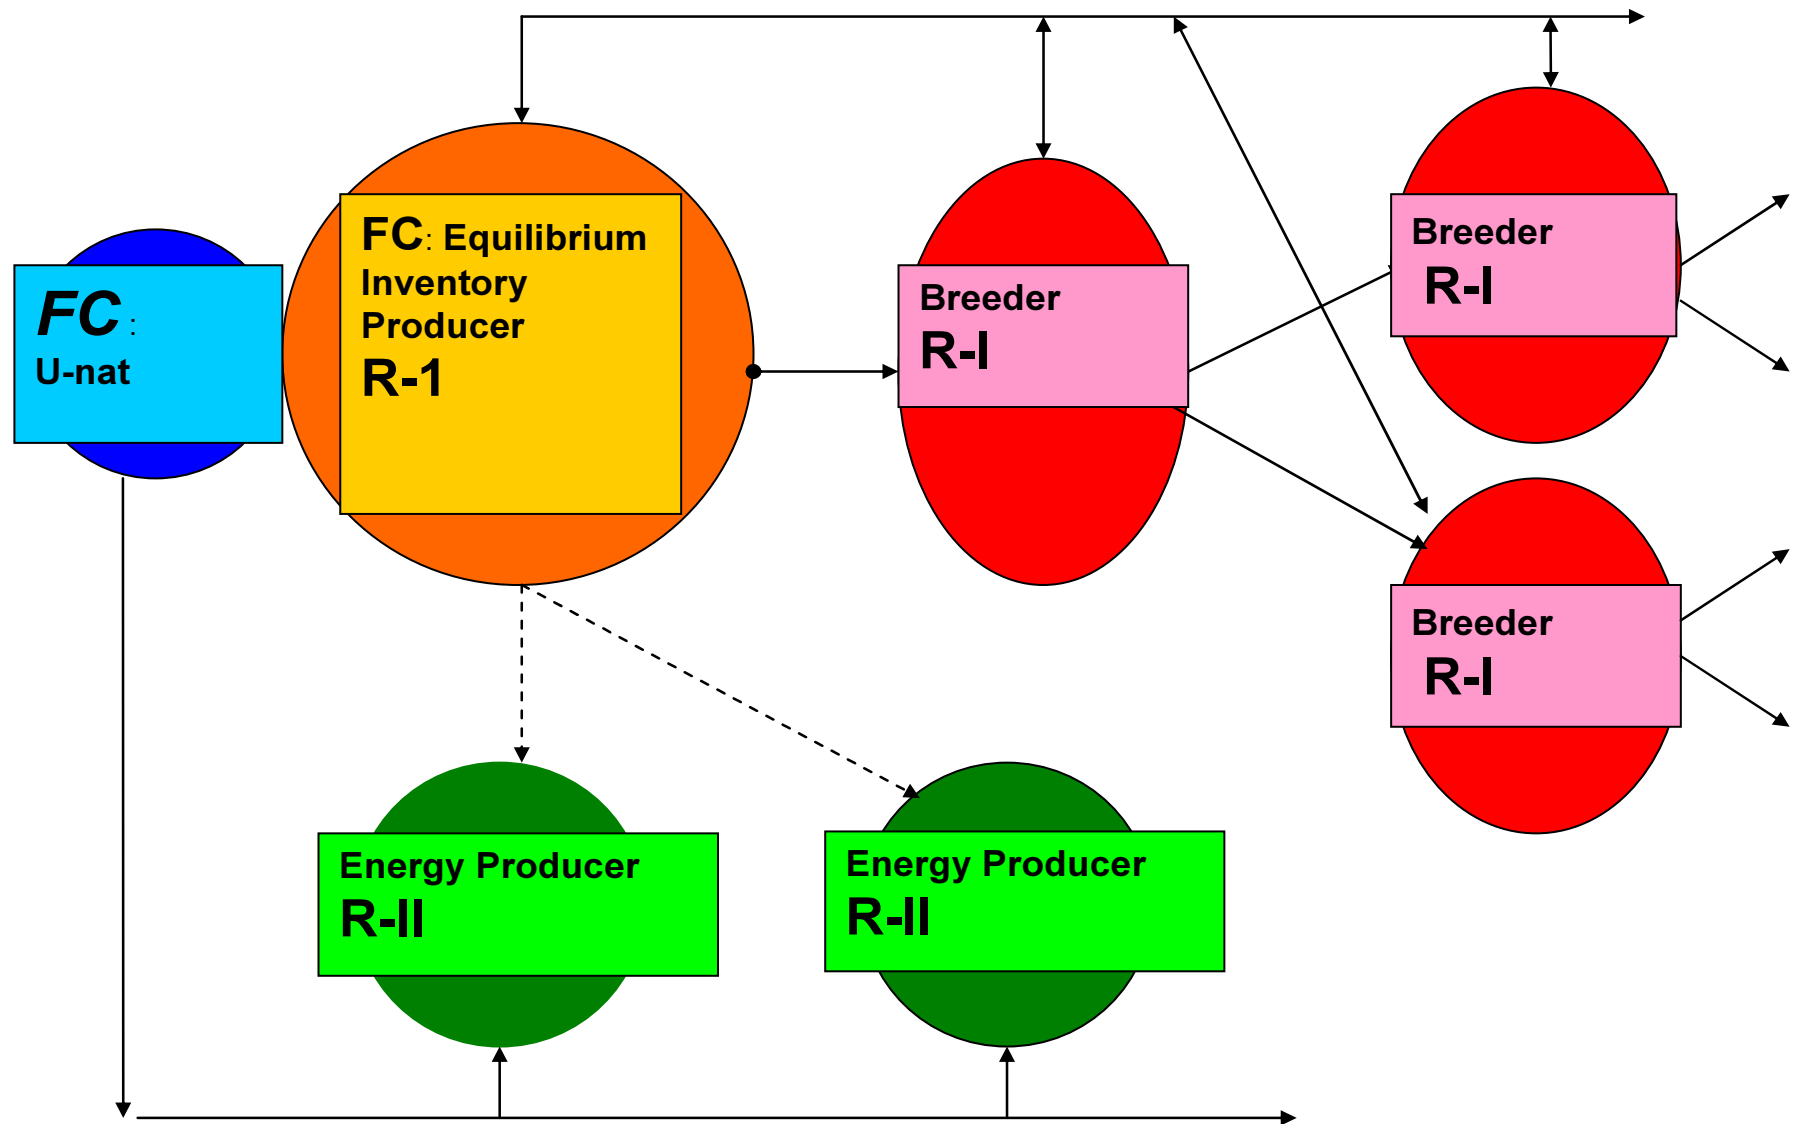 FC :
U-nat
FC: Equilibrium
Inventory
Producer
R-1
Breeder
R-I
Breeder
R-I
Breeder
R-I
Energy Producer
R-II
Energy Producer
R-II